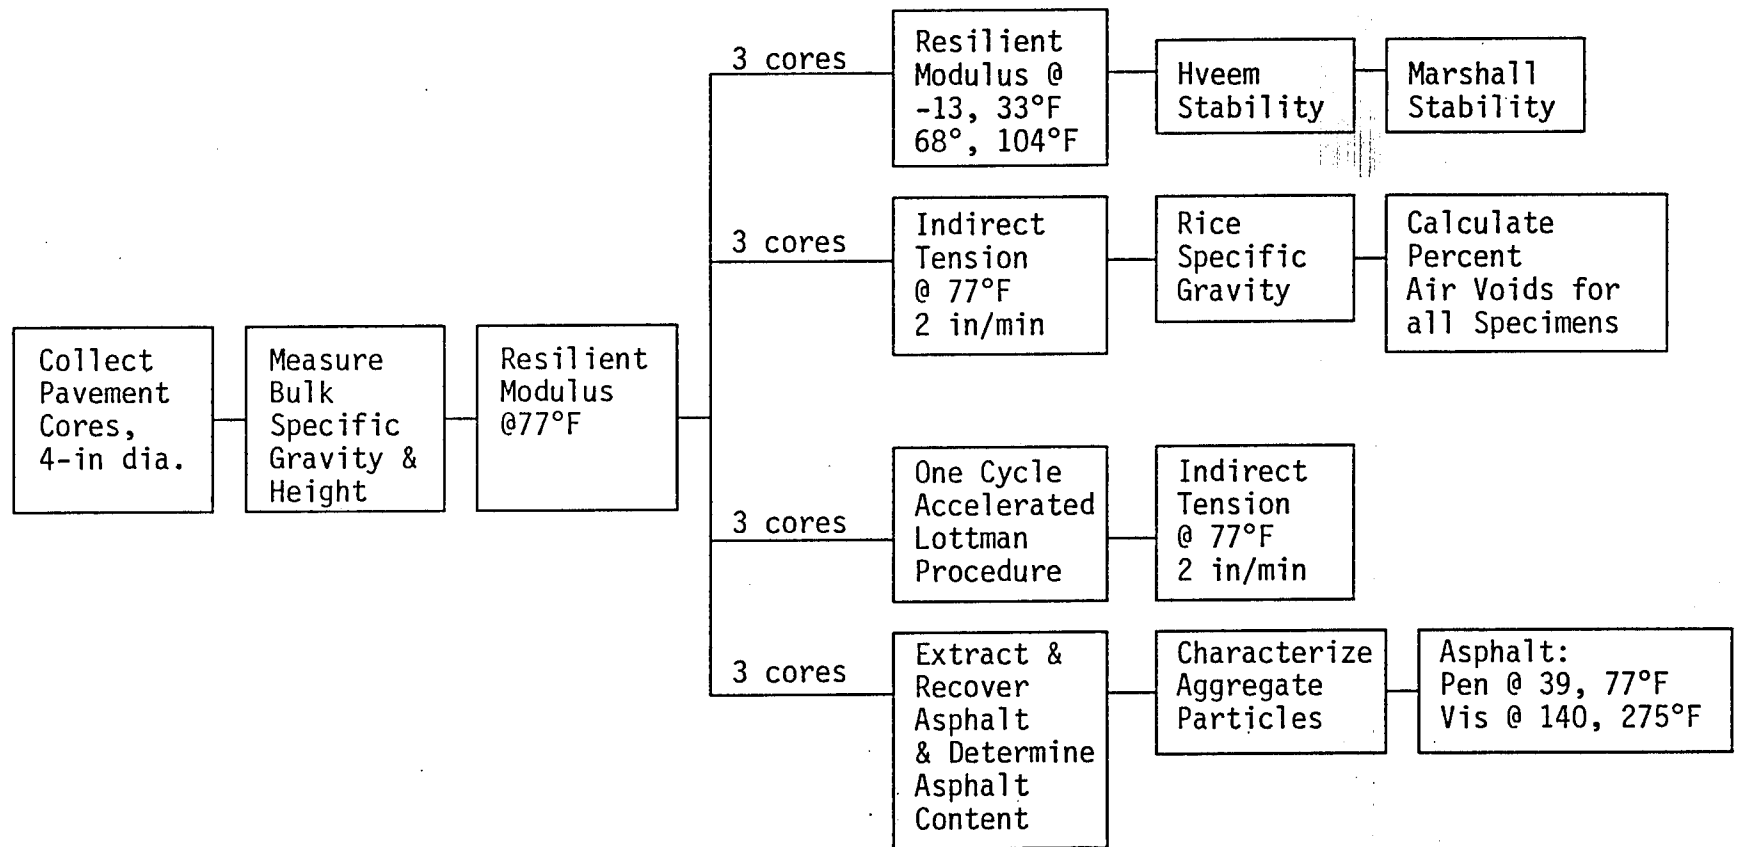 Collect
Pavement
Cores,
4-in dia.
Measure
Bulk
Specific
Gravity &
Height
Resilient
Modulus
@77°F
3 cores
Resilient
Modulus @
-13, 33°F
68°, 104°F
Hveem
Stability
Marshall
Stability
3 cores
Indirect
Tension
@ 77°F
2 in/min
Rice
Specific
Gravity
Calculate
Percent
Air Voids for
all Specimens
3 cores
One Cycle
Accelerated
Lottman
Procedure
Indirect
Tension
@ 77°F
2 in/min
3 cores
Extract &
Recover
Asphalt
& Determine
Asphalt
Content
Characterize
Aggregate
Particles
Asphalt:
Pen @ 39, 77°F
Vis @ 140, 275°F